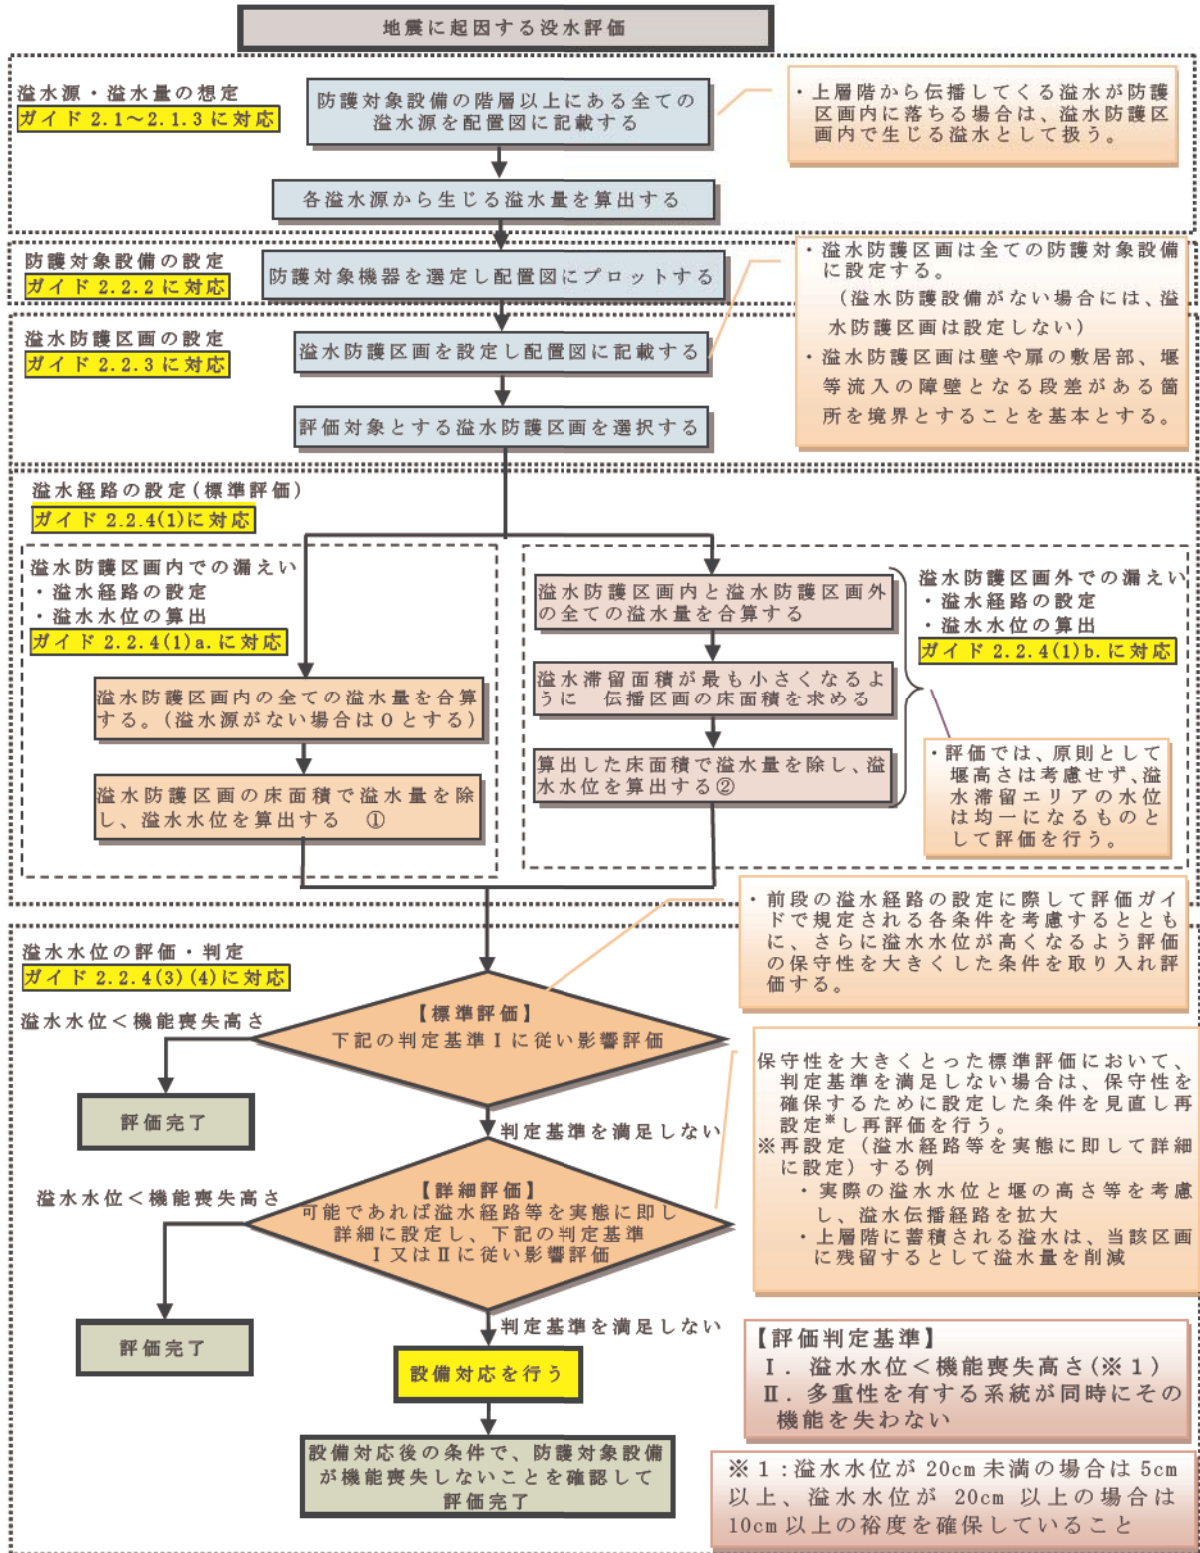 地震に起因する没水評価
溢水源・溢水量の想定
ガイド 2.1～2.1.3 に対応
防護対象設備の階層以上にある全ての
溢水源を配置図に記載する
・上層階から伝播してくる溢水が防護
区画内に落ちる場合は、溢水防護区
画内で生じる溢水として扱う。
各溢水源から生じる溢水量を算出する
防護対象設備の設定
ガイド 2.2.2 に対応
防護対象機器を選定し配置図にプロットする
・溢水防護区画は全ての防護対象設備
に設定する。
（溢水防護設備がない場合には、溢
水防護区画は設定しない）
・溢水防護区画は壁や扉の敷居部、堰
等流入の障壁となる段差がある箇
所を境界とすることを基本とする。
溢水防護区画の設定
ガイド 2.2.3 に対応
溢水防護区画を設定し配置図に記載する
評価対象とする溢水防護区画を選択する
溢水経路の設定(標準評価)
ガイド 2.2.4(1)に対応
溢水防護区画内での漏えい
・溢水経路の設定
・溢水水位の算出
ガイド 2.2.4(1)a.に対応
溢水防護区画内の全ての溢水量を合算
する。(溢水源がない場合は０とする)
溢水防護区画の床面積で溢水量を除
し、溢水水位を算出する ①
溢水防護区画内と溢水防護区画外
の全ての溢水量を合算する
溢水滞留面積が最も小さくなるよ
うに 伝播区画の床面積を求める
算出した床面積で溢水量を除し、溢
水水位を算出する②
溢水防護区画外での漏えい
・溢水経路の設定
・溢水水位の算出
ガイド 2.2.4(1)b.に対応
・評価では、原則として
堰高さは考慮せず、溢
水滞留エリアの水位
は均一になるものと
して評価を行う。
・前段の溢水経路の設定に際して評価ガイ
ドで規定される各条件を考慮するととも
に、さらに溢水水位が高くなるよう評価
の保守性を大きくした条件を取り入れ評
価する。
溢水水位の評価・判定
ガイド 2.2.4(3)(4)に対応
溢水水位＜機能喪失高さ
【標準評価】
下記の判定基準Ⅰに従い影響評価
評価完了
判定基準を満足しない
保守性を大きくとった標準評価において、
判定基準を満足しない場合は、保守性を
確保するために設定した条件を見直し再
設定※し再評価を行う。
※再設定（溢水経路等を実態に即して詳細
に設定）する例
・実際の溢水水位と堰の高さ等を考慮
し、溢水伝播経路を拡大
・上層階に蓄積される溢水は、当該区画
に残留するとして溢水量を削減
溢水水位＜機能喪失高さ
【詳細評価】
可能であれば溢水経路等を実態に即し
詳細に設定し、下記の判定基準
Ⅰ又はⅡに従い影響評価
評価完了
判定基準を満足しない
設備対応を行う
設備対応後の条件で、防護対象設備
が機能喪失しないことを確認して
評価完了
【評価判定基準】
Ⅰ．溢水水位＜機能喪失高さ(※１)
Ⅱ．多重性を有する系統が同時にその
機能を失わない
※１:溢水水位が 20cm 未満の場合は 5cm
以上、溢水水位が 20cm 以上の場合は
10cm 以上の裕度を確保していること